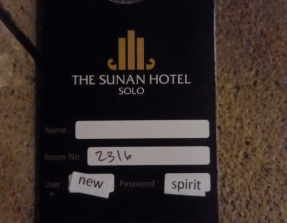 THE SUNAN HOTEL
SOLO
Name
Room No 2316
User new Password spirit